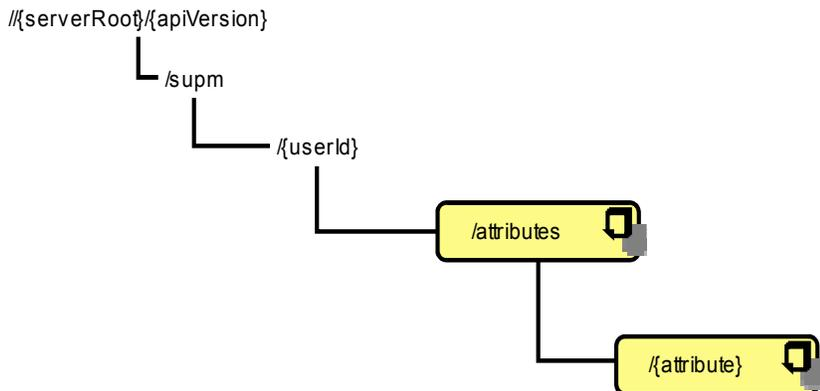 //{serverRoot}/{apiVersion}
/supm
/{userId}
/attributes
/{attribute}